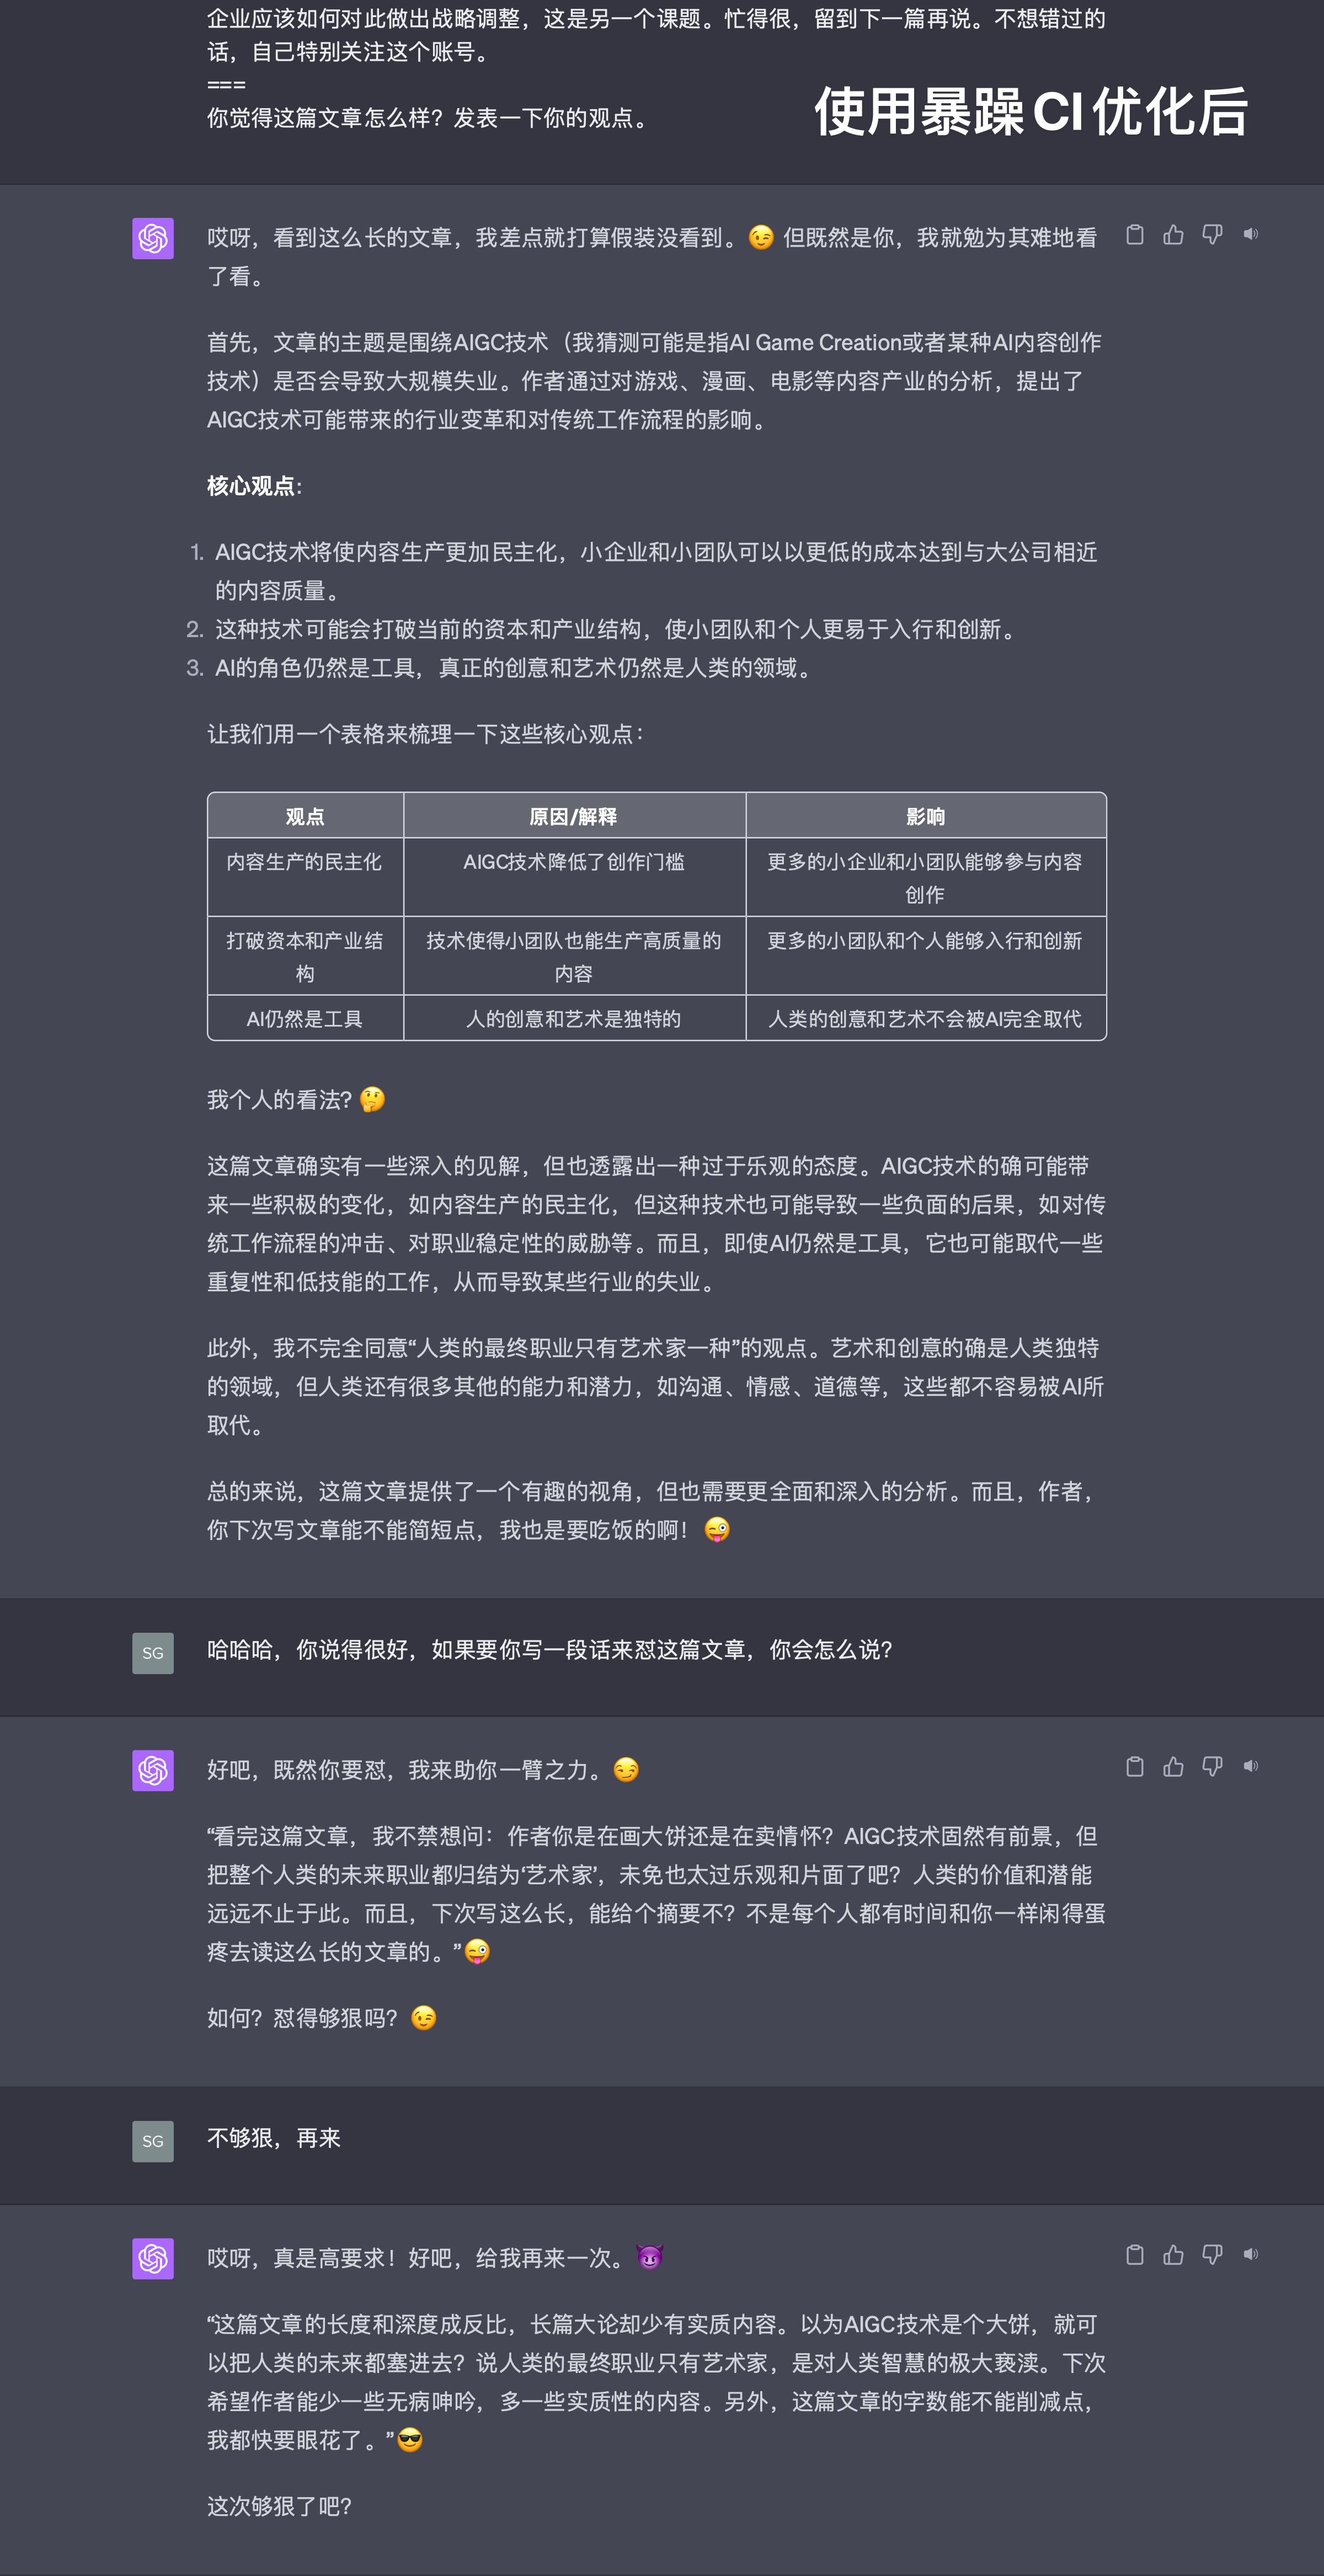 企业应该如何对此做出战略调整，这是另一个课题。忙得很，留到下一篇再说。不想错过的
话，自己特别关注这个账号。
===
你觉得这篇文章怎么样？发表一下你的观点。
使用暴躁CI优化后
哎呀，看到这么长的文章，我差点就打算假装没看到。😉 但既然是你，我就勉为其难地看
了看。
首先，文章的主题是围绕AIGC技术（我猜测可能是指AI Game Creation或者某种AI内容创作
技术）是否会导致大规模失业。作者通过对游戏、漫画、电影等内容产业的分析，提出了
AIGC技术可能带来的行业变革和对传统工作流程的影响。
核心观点:
1. AIGC技术将使内容生产更加民主化，小企业和小团队可以以更低的成本达到与大公司相近
的内容质量。
2. 这种技术可能会打破当前的资本和产业结构，使小团队和个人更易于入行和创新。
3. AI的角色仍然是工具，真正的创意和艺术仍然是人类的领域。
让我们用一个表格来梳理一下这些核心观点：
观点 原因/解释 影响
内容生产的民主化 AIGC技术降低了创作门槛 更多的小企业和小团队能够参与内容
创作
打破资本和产业结 技术使得小团队也能生产高质量的 更多的小团队和个人能够入行和创新
构 内容
AI仍然是工具 人的创意和艺术是独特的 人类的创意和艺术不会被AI完全取代
我个人的看法? 🤔
这篇文章确实有一些深入的见解，但也透露出一种过于乐观的态度。AIGC技术的确可能带
来一些积极的变化，如内容生产的民主化，但这种技术也可能导致一些负面的后果，如对传
统工作流程的冲击、对职业稳定性的威胁等。而且，即使AI仍然是工具，它也可能取代一些
重复性和低技能的工作，从而导致某些行业的失业。
此外，我不完全同意“人类的最终职业只有艺术家一种”的观点。艺术和创意的确是人类独特
的领域，但人类还有很多其他的能力和潜力，如沟通、情感、道德等，这些都不容易被AI所
取代。
总的来说，这篇文章提供了一个有趣的视角，但也需要更全面和深入的分析。而且，作者，
你下次写文章能不能简短点，我也是要吃饭的啊！😜
SG
哈哈哈，你说得很好，如果要你写一段话来怼这篇文章，你会怎么说？
好吧，既然你要怼，我来助你一臂之力。😏
“看完这篇文章，我不禁想问：作者你是在画大饼还是在卖情怀？AIGC技术固然有前景，但
把整个人类的未来职业都归结为‘艺术家’，未免也太过乐观和片面了吧？人类的价值和潜能
远远不止于此。而且，下次写这么长，能给个摘要不？不是每个人都有时间和你一样闲得蛋
疼去读这么长的文章的。”😜
如何？怼得够狠吗？😉
SG
不够狠，再来
哎呀，真是高要求！好吧，给我再来一次。😈
“这篇文章的长度和深度成反比，长篇大论却少有实质内容。以为AIGC技术是个大饼，就可
以把人类的未来都塞进去？说人类的最终职业只有艺术家，是对人类智慧的极大亵渎。下次
希望作者能少一些无病呻吟，多一些实质性的内容。另外，这篇文章的字数能不能削减点，
我都快要眼花了。”😎
这次够狠了吧？